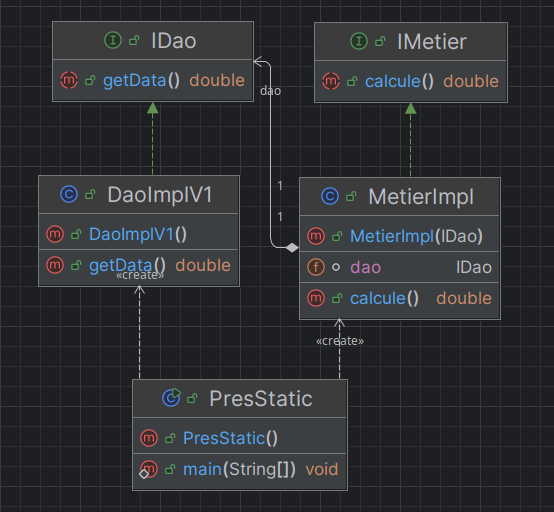 IDao
getData() double
IMetier
calcule() double
dao
1
1
DaoImplV1
DaoImplV1()
getData() double
«create»
MetierImpl
MetierImpl(IDao)
dao IDao
calcule() double
«create»
PresStatic
PresStatic()
main(String[]) void